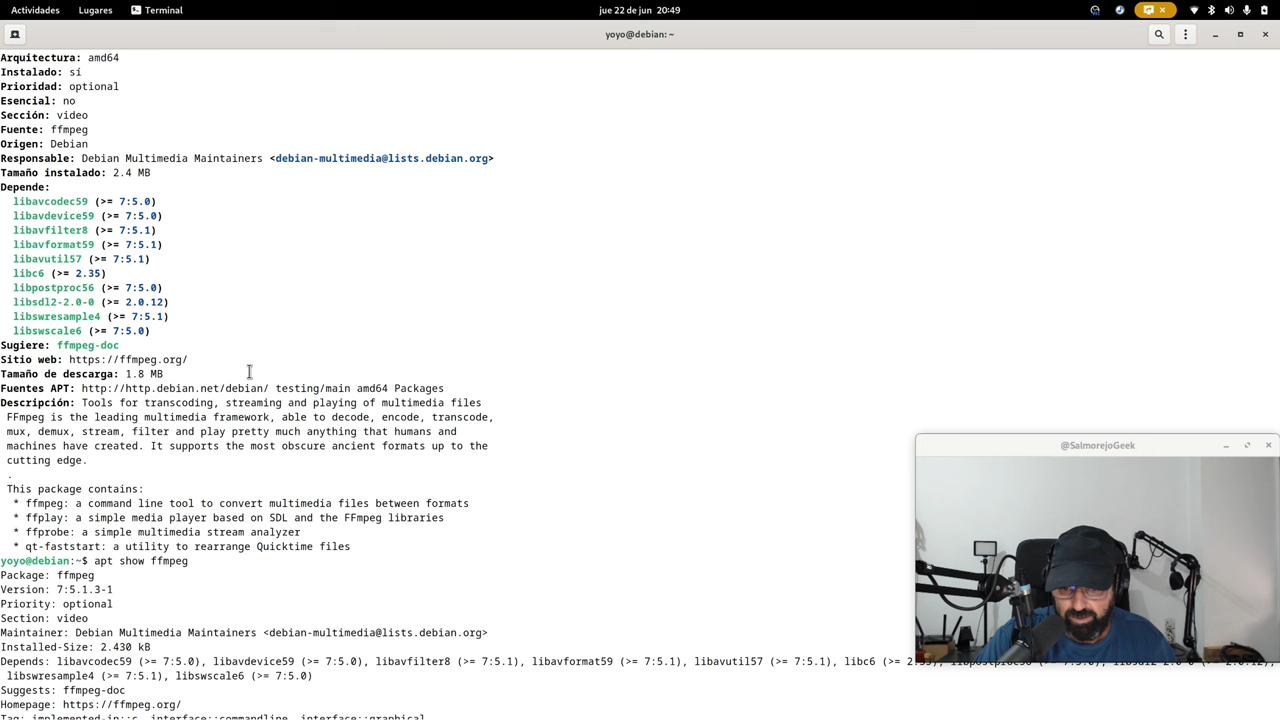 Actividades Lugares Terminal jue 22 de jun 20:49
yoyo@debian: ~
Arquitectura: amd64
Instalado: sí
Prioridad: optional
Esencial: no
Sección: video
Fuente: ffmpeg
Origen: Debian
Responsable: Debian Multimedia Maintainers <debian-multimedia@lists.debian.org>
Tamaño instalado: 2.4 MB
Depende:
libavcodec59 (>= 7:5.0)
libavdevice59 (>= 7:5.0)
libavfilter8 (>= 7:5.1)
libavformat59 (>= 7:5.1)
libavutil57 (>= 7:5.1)
libc6 (>= 2.35)
libpostproc56 (>= 7:5.0)
libsdl2-2.0-0 (>= 2.0.12)
libswresample4 (>= 7:5.1)
libswscale6 (>= 7:5.0)
Sugiere: ffmpeg-doc
Sitio web: https://ffmpeg.org/
Tamaño de descarga: 1.8 MB
Fuentes APT: http://http.debian.net/debian/ testing/main amd64 Packages
Descripción: Tools for transcoding, streaming and playing of multimedia files
FFmpeg is the leading multimedia framework, able to decode, encode, transcode,
mux, demux, stream, filter and play pretty much anything that humans and
machines have created. It supports the most obscure ancient formats up to the
cutting edge.
.
This package contains:
* ffmpeg: a command line tool to convert multimedia files between formats
* ffplay: a simple media player based on SDL and the FFmpeg libraries
* ffprobe: a simple multimedia stream analyzer
* qt-faststart: a utility to rearrange Quicktime files
yoyo@debian:~$ apt show ffmpeg
Package: ffmpeg
Version: 7:5.1.3-1
Priority: optional
Section: video
Maintainer: Debian Multimedia Maintainers <debian-multimedia@lists.debian.org>
Installed-Size: 2.430 kB
Depends: libavcodec59 (>= 7:5.0), libavdevice59 (>= 7:5.0), libavfilter8 (>= 7:5.1), libavformat59 (>= 7:5.1), libavutil57 (>= 7:5.1), libc6 (>=
libswresample4 (>= 7:5.1), libswscale6 (>= 7:5.0)
Suggests: ffmpeg-doc
Homepage: https://ffmpeg.org/
Tag: implemented-in::c, interface::commandline, interface::graphical,
@SalmorejoGeek